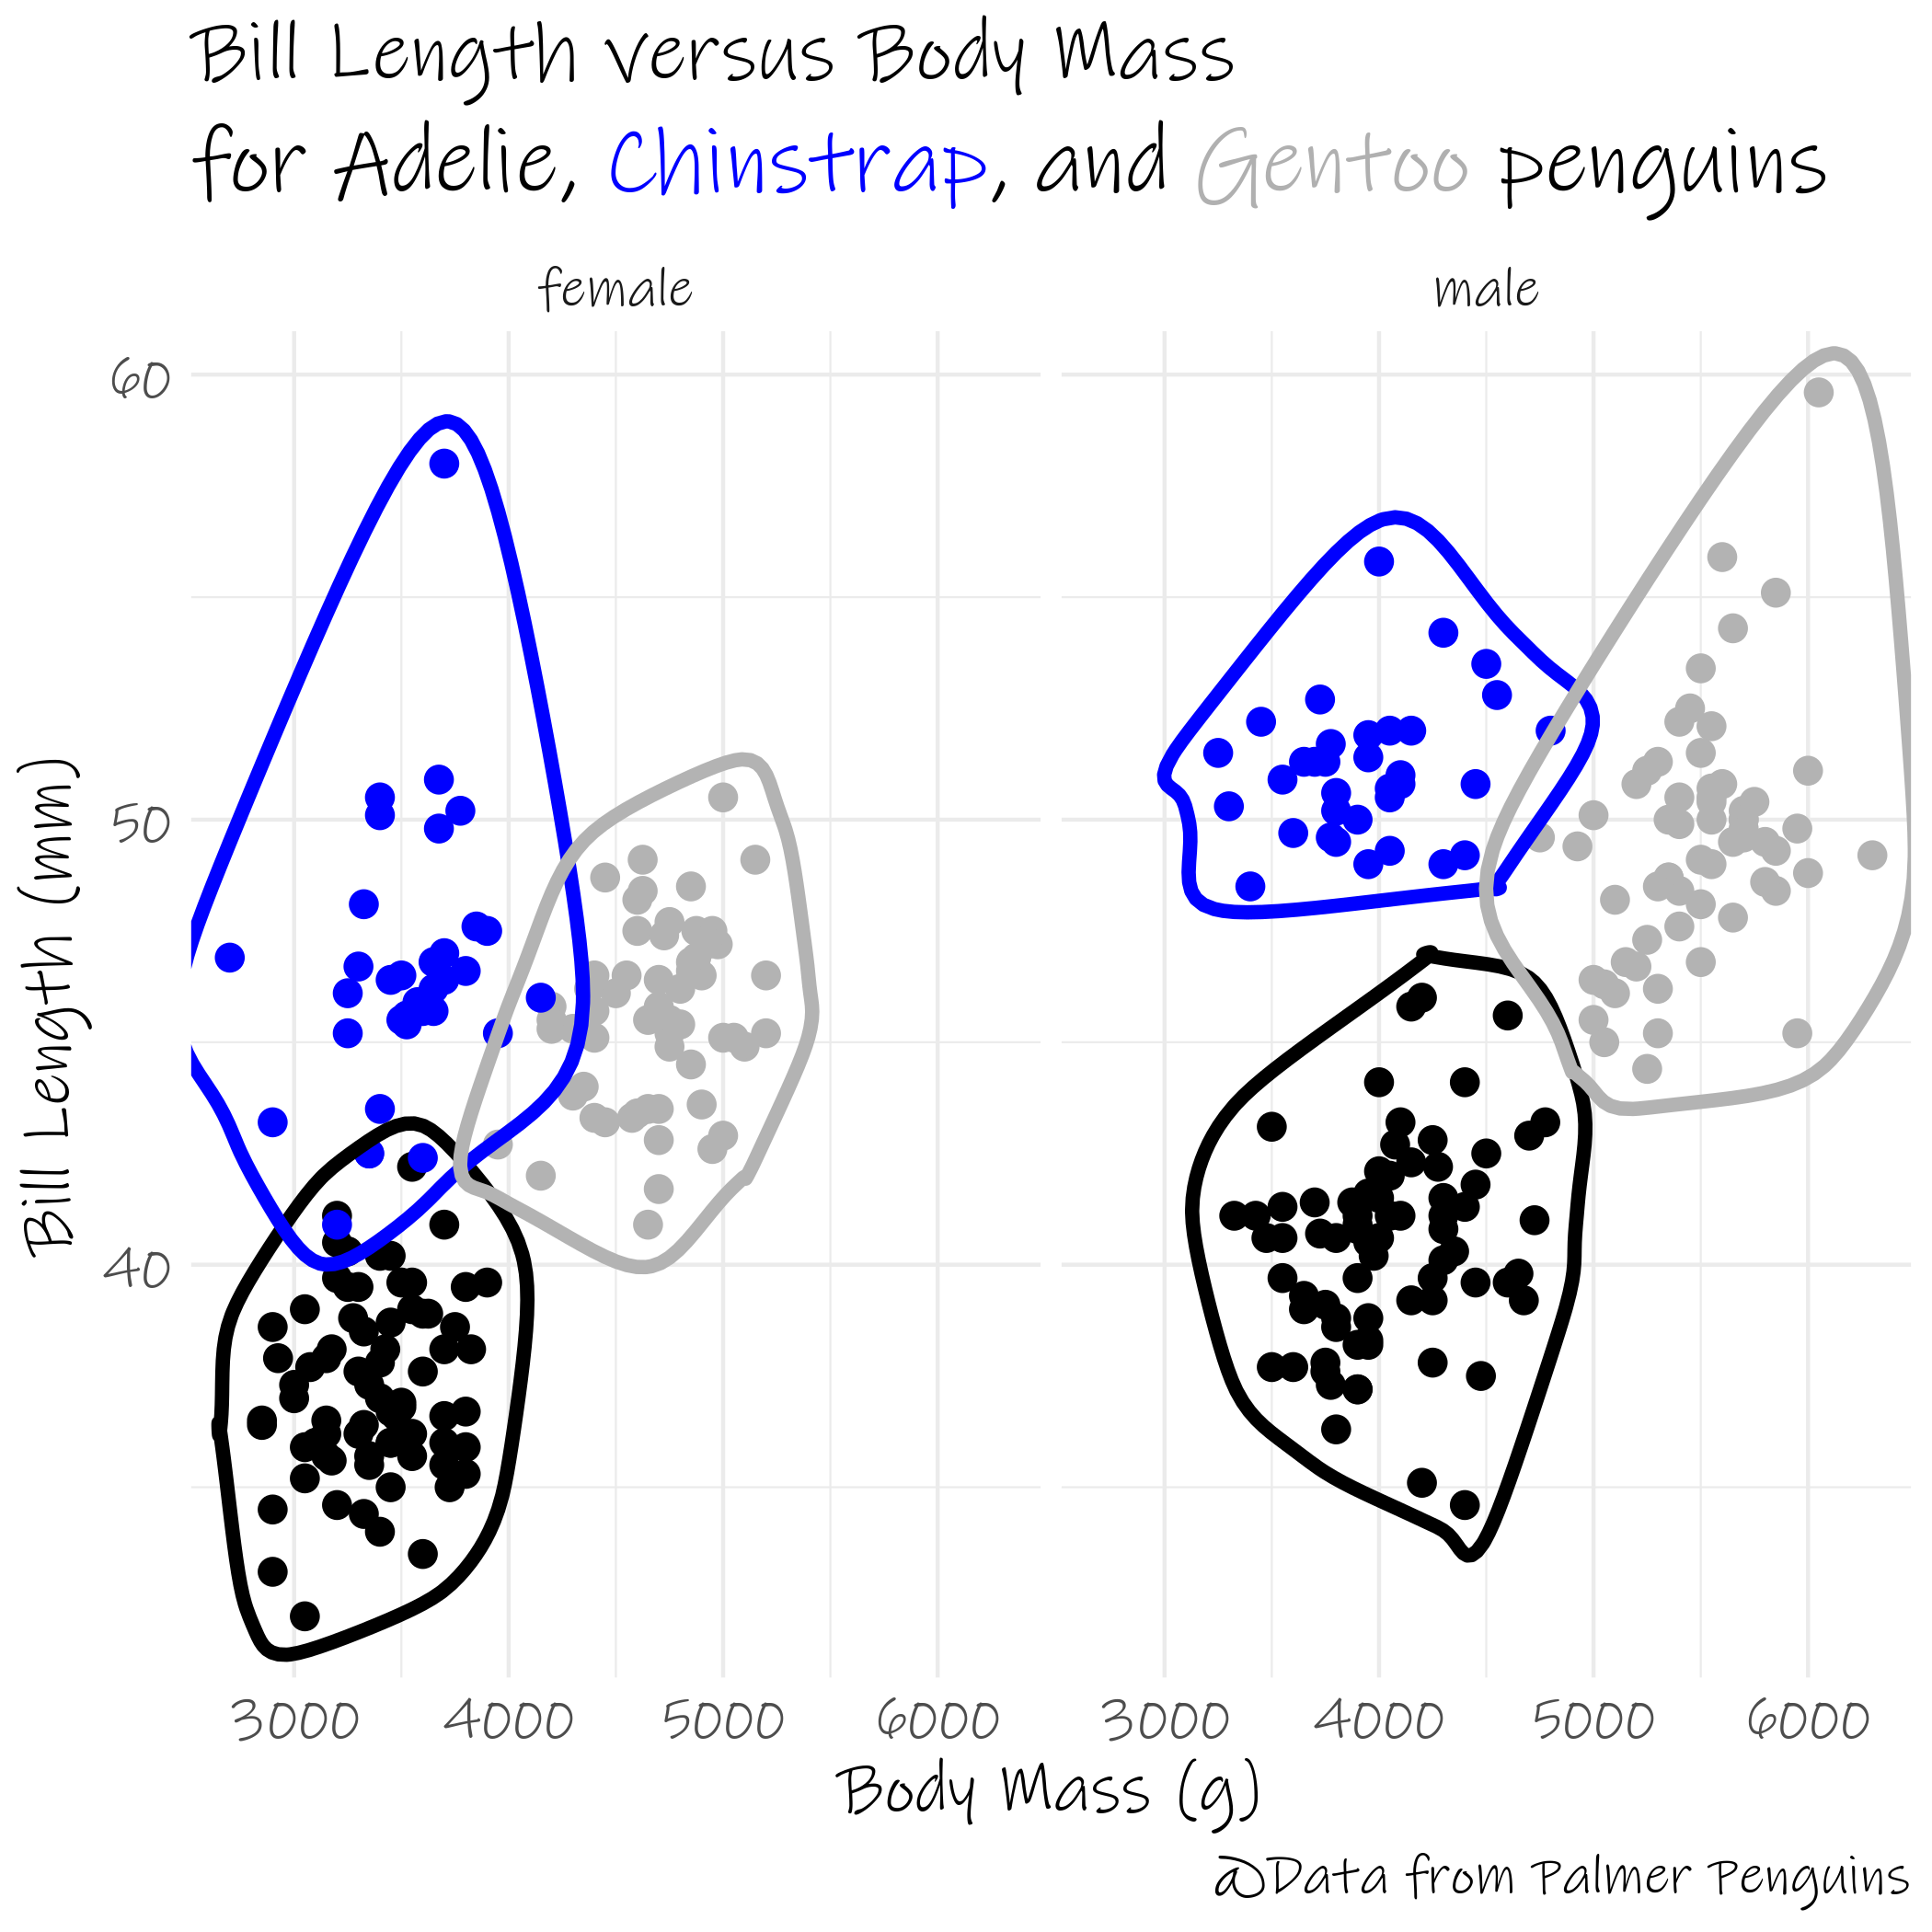 Bill Length versus Body Mass
for Adelie, Chinstrap, and Gentoo penguins
female
male
60
50
40
Bill Length (mm)
3000 4000 5000 6000
3000 4000 5000 6000
Body Mass (g)
@Data from Palmer Penguins